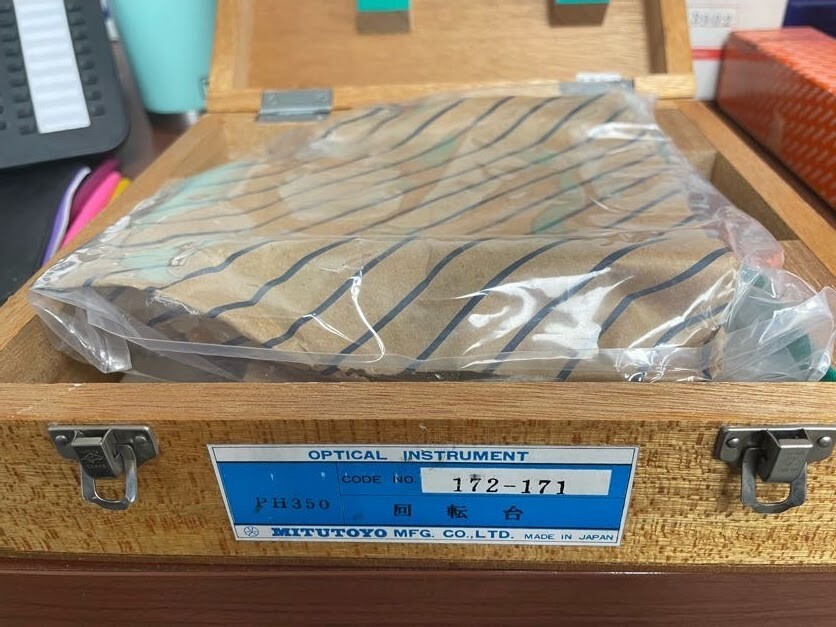 OPTICAL INSTRUMENT
CODE NO. 172-171
PH350 回転台
MITUTOYO MFG. CO., LTD. MADE IN JAPAN